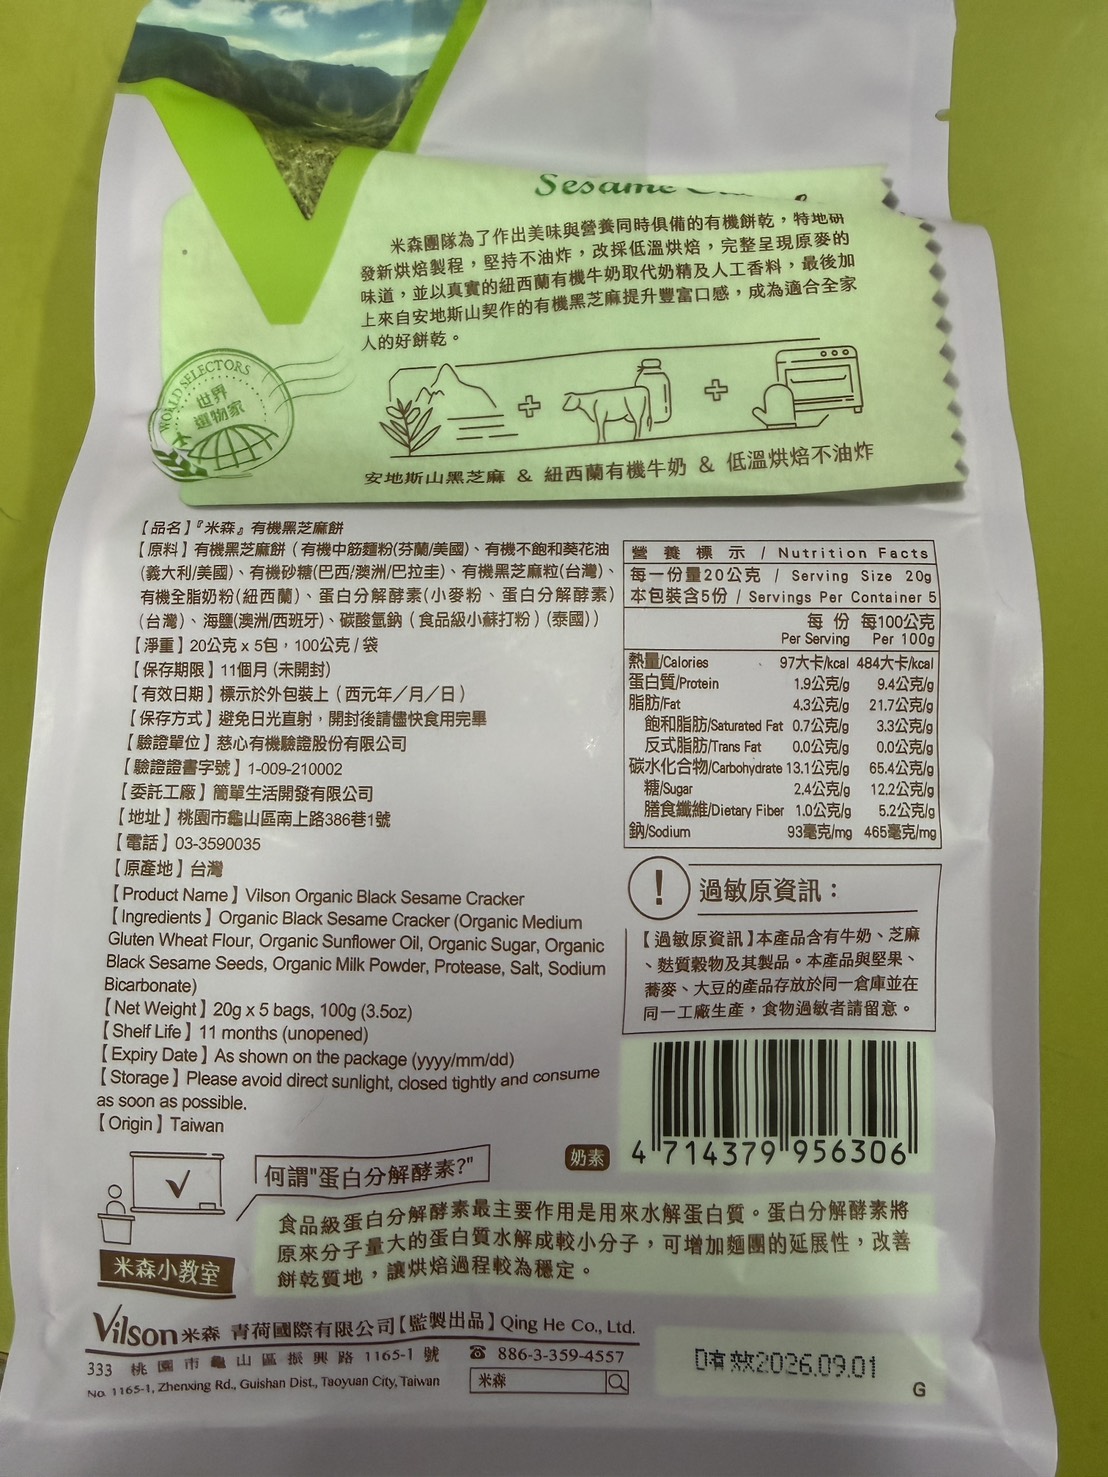 Sesame
米森團隊為了作出美味與營養同時俱備的有機餅乾，特地研
發新烘焙製程，堅持不油炸，改採低溫烘焙，完整呈現原麥的
味道，並以真實的紐西蘭有機牛奶取代奶精及人工香料，最後加
上來自安地斯山契作的有機黑芝麻提升豐富口感，成為適合全家
人的好餅乾。
WORLD SELECTORS
世界
選物家
安地斯山黑芝麻 & 紐西蘭有機牛奶 & 低溫烘焙不油炸
【品名】『米森』有機黑芝麻餅
【原料】有機黑芝麻餅（有機中筋麵粉(芬蘭/美國)、有機不飽和葵花油
(義大利/美國)、有機砂糖(巴西/澳洲/巴拉圭)、有機黑芝麻粒(台灣)、
有機全脂奶粉(紐西蘭)、蛋白分解酵素(小麥粉、蛋白分解酵素)
(台灣)、海鹽(澳洲/西班牙)、碳酸氫鈉（食品級小蘇打粉）(泰國)）
【淨重】20公克 x 5包，100公克 / 袋
【保存期限】11個月 (未開封)
【有效日期】標示於外包裝上（西元年／月／日）
【保存方式】避免日光直射，開封後請儘快食用完畢
【驗證單位】慈心有機驗證股份有限公司
【驗證證書字號】1-009-210002
【委託工廠】簡單生活開發有限公司
【地址】桃園市龜山區南上路386巷1號
【電話】03-3590035
【原產地】台灣
【Product Name】Vilson Organic Black Sesame Cracker
【Ingredients】Organic Black Sesame Cracker (Organic Medium
Gluten Wheat Flour, Organic Sunflower Oil, Organic Sugar, Organic
Black Sesame Seeds, Organic Milk Powder, Protease, Salt, Sodium
Bicarbonate)
【Net Weight】20g x 5 bags, 100g (3.5oz)
【Shelf Life】11 months (unopened)
【Expiry Date】As shown on the package (yyyy/mm/dd)
【Storage】Please avoid direct sunlight, closed tightly and consume
as soon as possible.
【Origin】Taiwan
營 養 標 示 / Nutrition Facts
每一份量20公克 / Serving Size 20g
本包裝含5份 / Servings Per Container 5
每 份 每100公克
Per Serving Per 100g
熱量/Calories 97大卡/kcal 484大卡/kcal
蛋白質/Protein 1.9公克/g 9.4公克/g
脂肪/Fat 4.3公克/g 21.7公克/g
飽和脂肪/Saturated Fat 0.7公克/g 3.3公克/g
反式脂肪/Trans Fat 0.0公克/g 0.0公克/g
碳水化合物/Carbohydrate 13.1公克/g 65.4公克/g
糖/Sugar 2.4公克/g 12.2公克/g
膳食纖維/Dietary Fiber 1.0公克/g 5.2公克/g
鈉/Sodium 93毫克/mg 465毫克/mg
! 過敏原資訊：
【過敏原資訊】本產品含有牛奶、芝麻
、麩質穀物及其製品。本產品與堅果、
蕎麥、大豆的產品存放於同一倉庫並在
同一工廠生產，食物過敏者請留意。
奶素
4 714379 956306
何謂"蛋白分解酵素?"
米森小教室
食品級蛋白分解酵素最主要作用是用來水解蛋白質。蛋白分解酵素將
原來分子量大的蛋白質水解成較小分子，可增加麵團的延展性，改善
餅乾質地，讓烘焙過程較為穩定。
Vilson 米森 青荷國際有限公司【監製出品】Qing He Co., Ltd.
333 桃園市龜山區振興路 1165-1 號 ☎ 886-3-359-4557
No. 1165-1, Zhenxing Rd., Guishan Dist., Taoyuan City, Taiwan
米森
有效2026.09.01
G